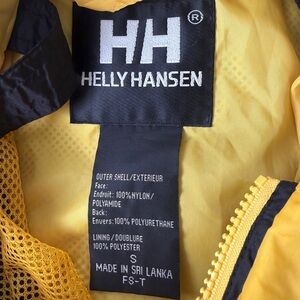 HH®
HELLY HANSEN
OUTER SHELL/EXTERIEUR
Face:
Endroit: 100%NYLON/
POLYAMIDE
Back:
Envers: 100% POLYURETHANE
LINING/DOUBLURE
100% POLYESTER
S
MADE IN SRI LANKA
FS-T